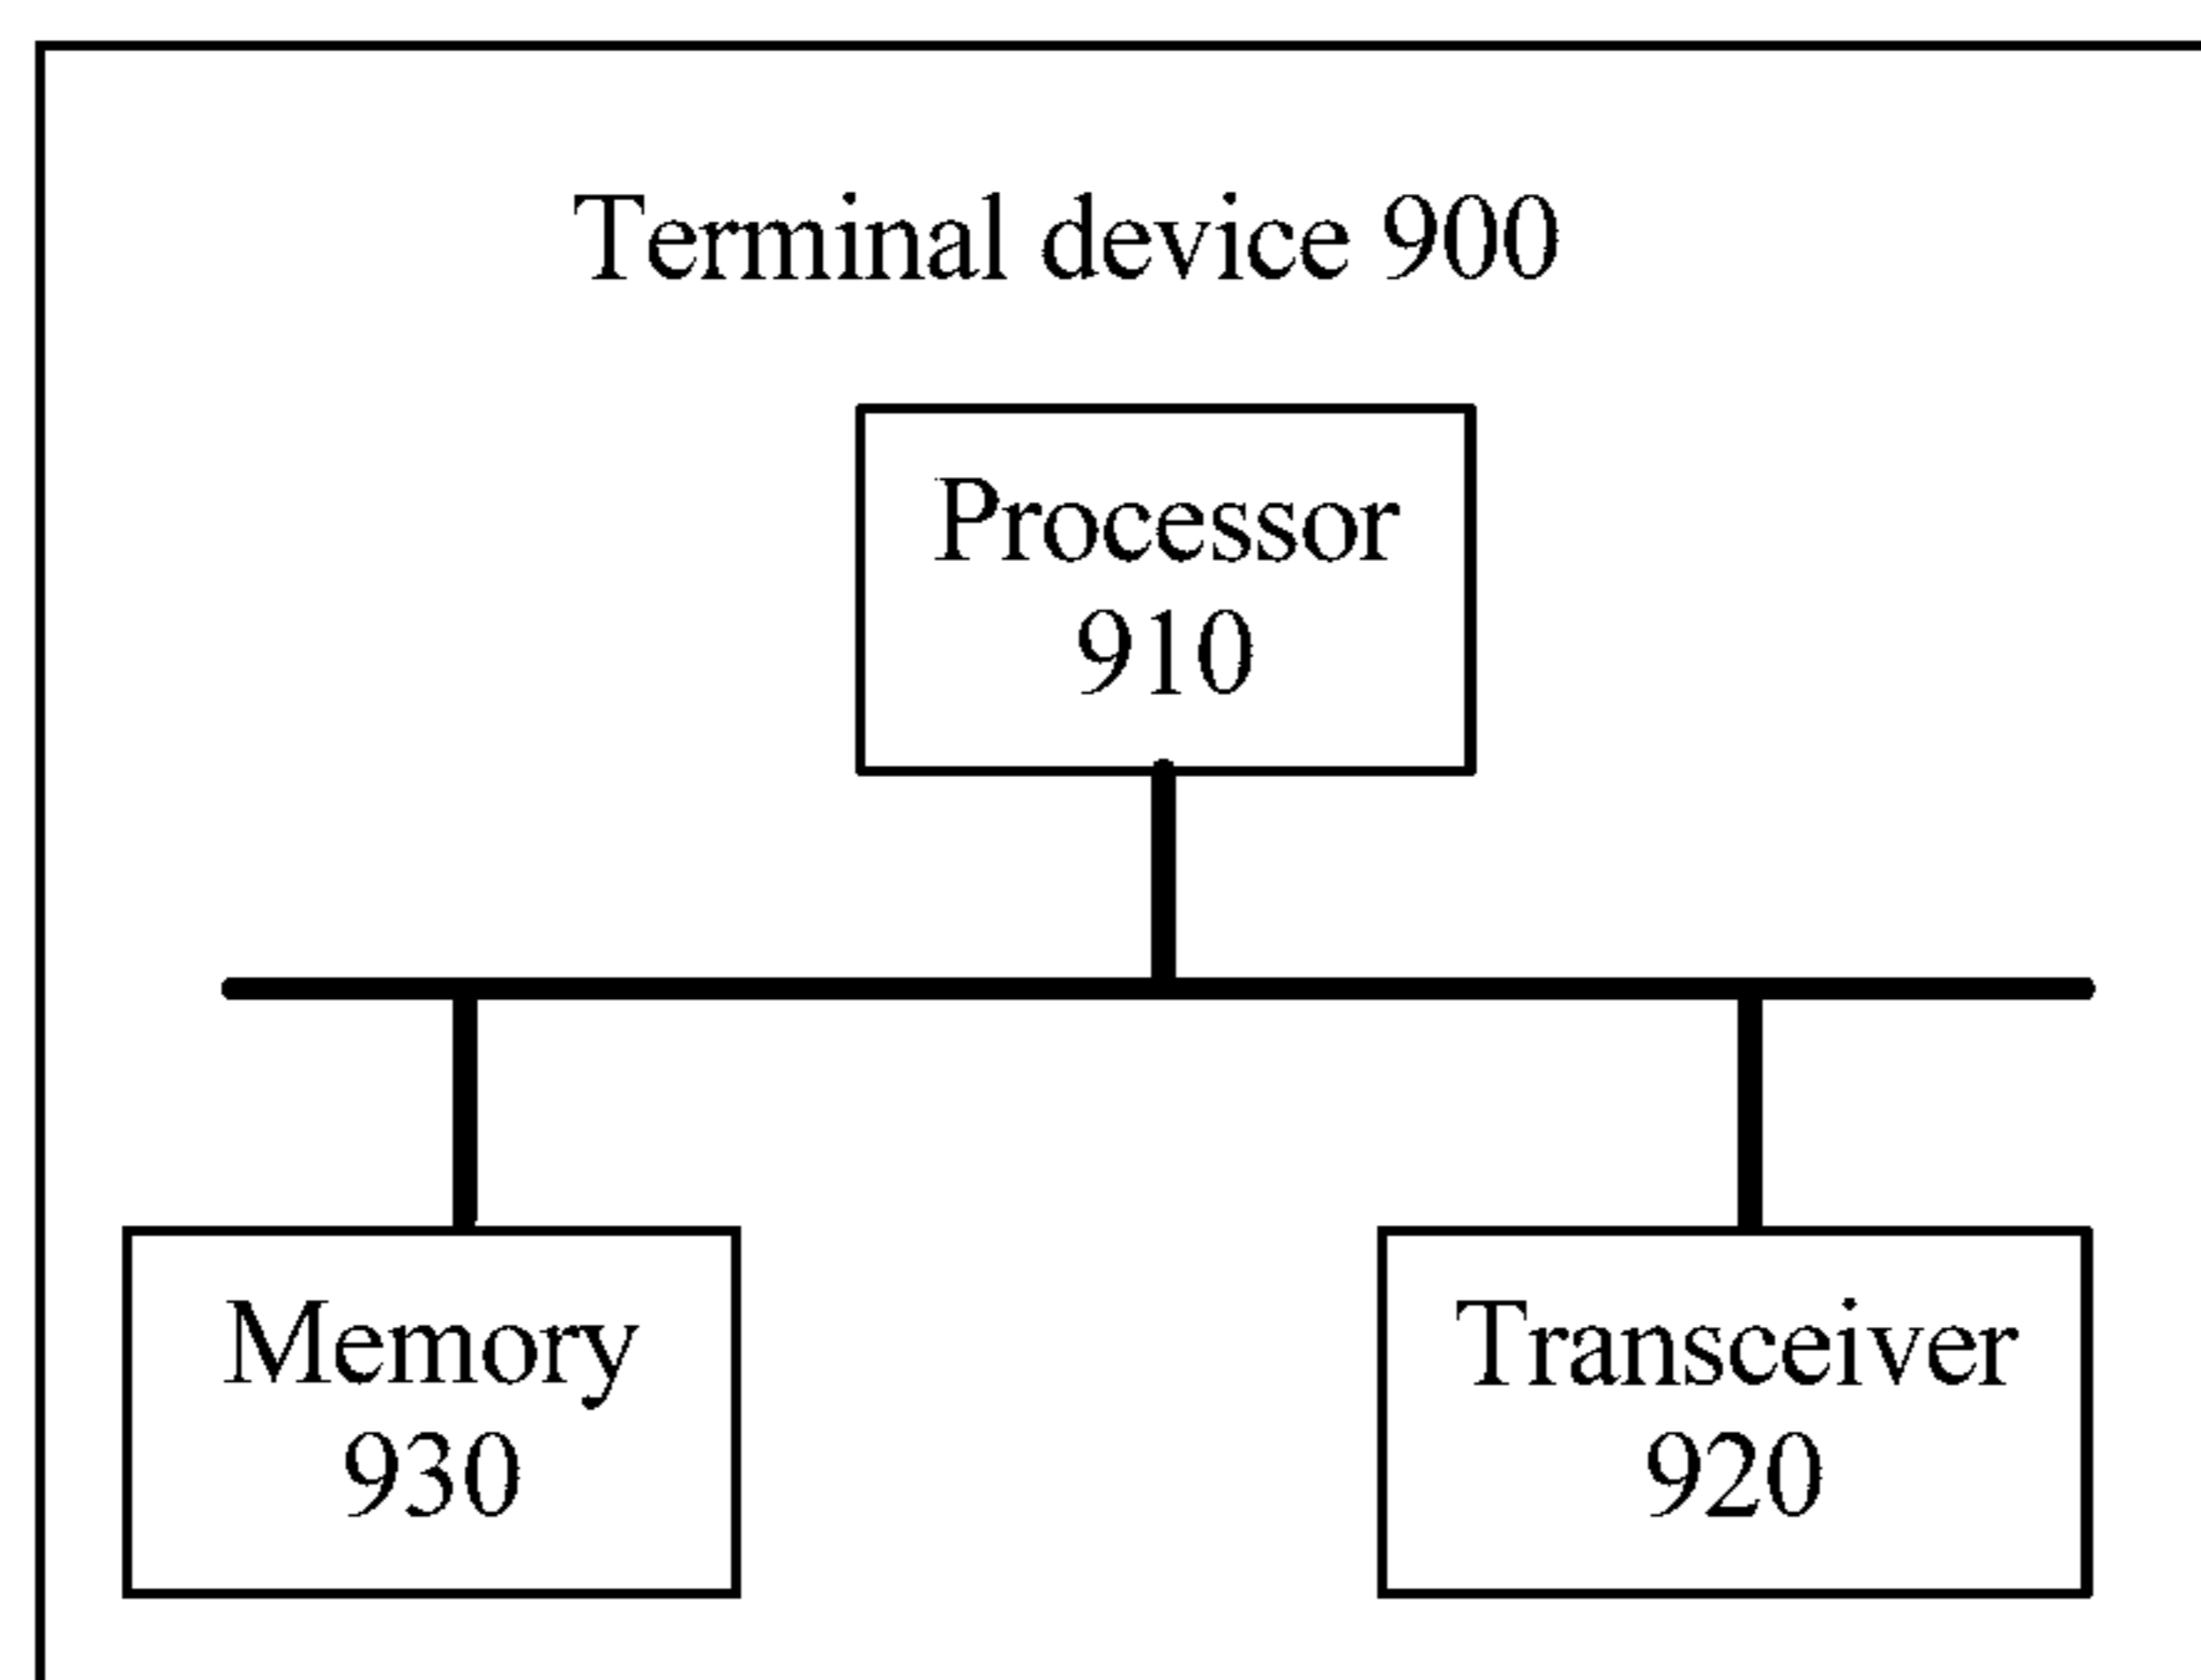 Terminal device 900
Processor
910
Memory
930
Transceiver
920